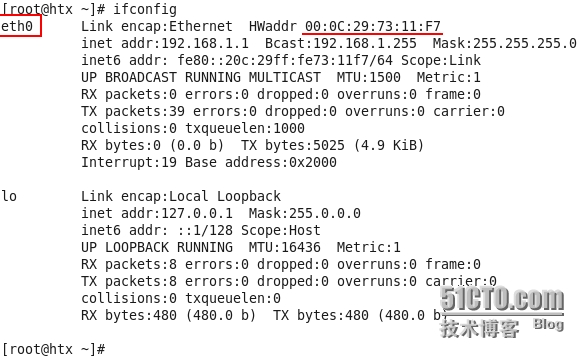 [root@htx ~]# ifconfig
eth0      Link encap:Ethernet  HWaddr 00:0C:29:73:11:F7
          inet addr:192.168.1.1  Bcast:192.168.1.255  Mask:255.255.255.0
          inet6 addr: fe80::20c:29ff:fe73:11f7/64 Scope:Link
          UP BROADCAST RUNNING MULTICAST  MTU:1500  Metric:1
          RX packets:0 errors:0 dropped:0 overruns:0 frame:0
          TX packets:39 errors:0 dropped:0 overruns:0 carrier:0
          collisions:0 txqueuelen:1000
          RX bytes:0 (0.0 b)  TX bytes:5025 (4.9 KiB)
          Interrupt:19 Base address:0x2000
lo        Link encap:Local Loopback
          inet addr:127.0.0.1  Mask:255.0.0.0
          inet6 addr: ::1/128 Scope:Host
          UP LOOPBACK RUNNING  MTU:16436  Metric:1
          RX packets:8 errors:0 dropped:0 overruns:0 frame:0
          TX packets:8 errors:0 dropped:0 overruns:0 carrier:0
          collisions:0 txqueuelen:0
          RX bytes:480 (480.0 b)  TX bytes:480 (480.0 b)
[root@htx ~]#
51CTO.com
技术博客 Blog